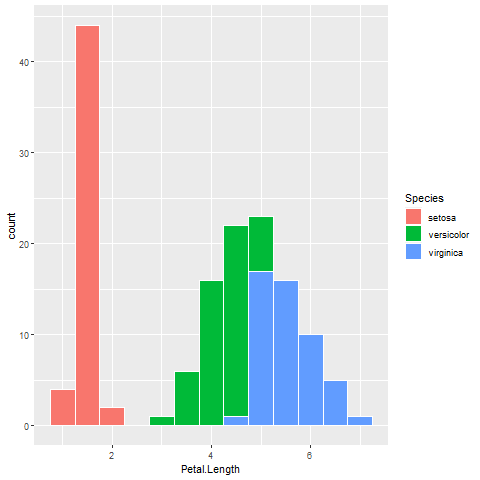 40
30
20
10
0
count
2 4 6
Petal.Length
Species
setosa
versicolor
virginica